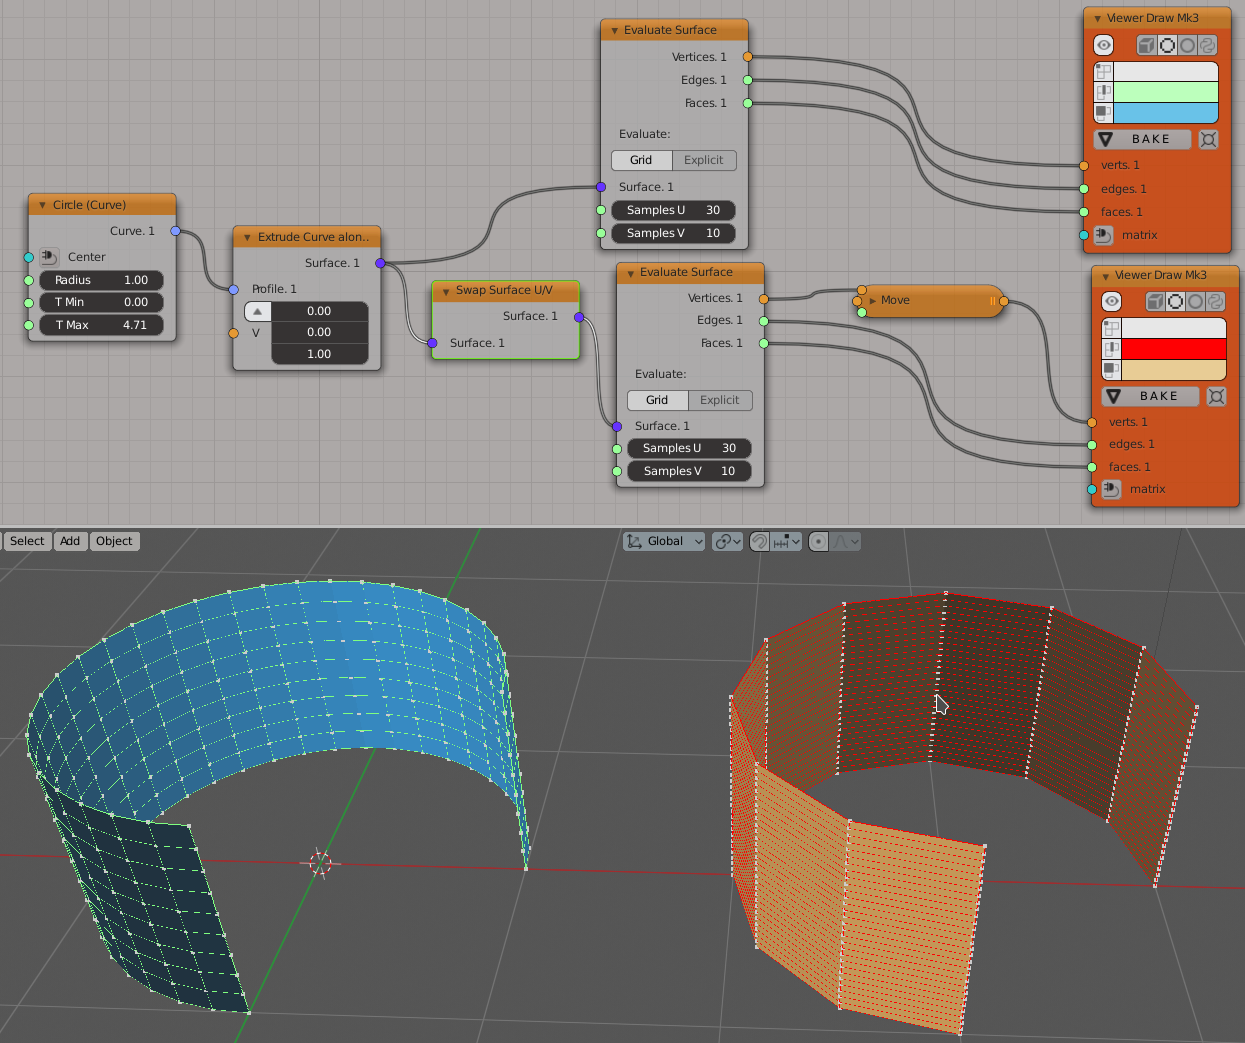 Circle (Curve)
Curve. 1
Center
Radius 1.00
T Min 0.00
T Max 4.71
Extrude Curve alon..
Surface. 1
Profile. 1
0.00
V 0.00
1.00
Swap Surface U/V
Surface. 1
Surface. 1
Evaluate Surface
Vertices. 1
Edges. 1
Faces. 1
Evaluate:
Grid Explicit
Surface. 1
Samples U 30
Samples V 10
Evaluate Surface
Vertices. 1
Edges. 1
Faces. 1
Evaluate:
Grid Explicit
Surface. 1
Samples U 30
Samples V 10
Move
Viewer Draw Mk3
BAKE
verts. 1
edges. 1
faces. 1
matrix
Viewer Draw Mk3
BAKE
verts. 1
edges. 1
faces. 1
matrix
Select Add Object Global